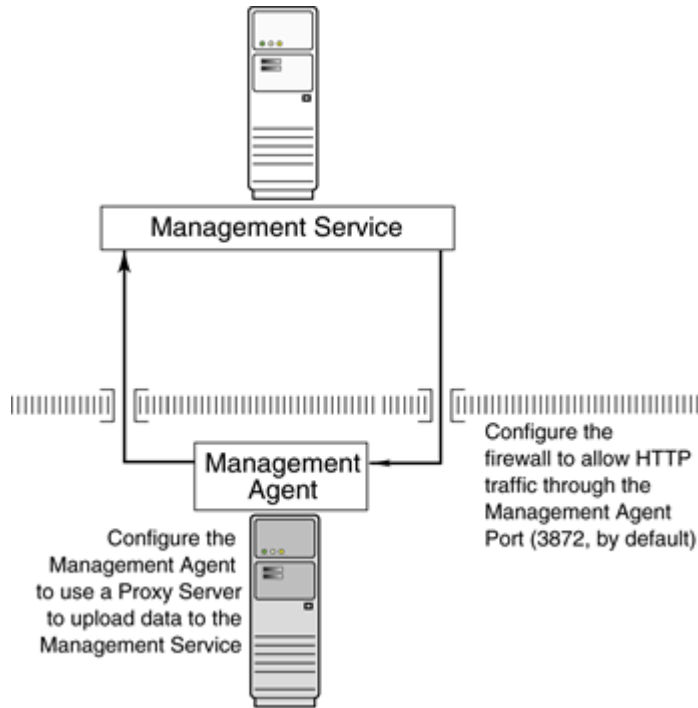 Management Service
Management
Agent
Configure the
firewall to allow HTTP
traffic through the
Management Agent
Port (3872, by default)
Configure the
Management Agent
to use a Proxy Server
to upload data to the
Management Service